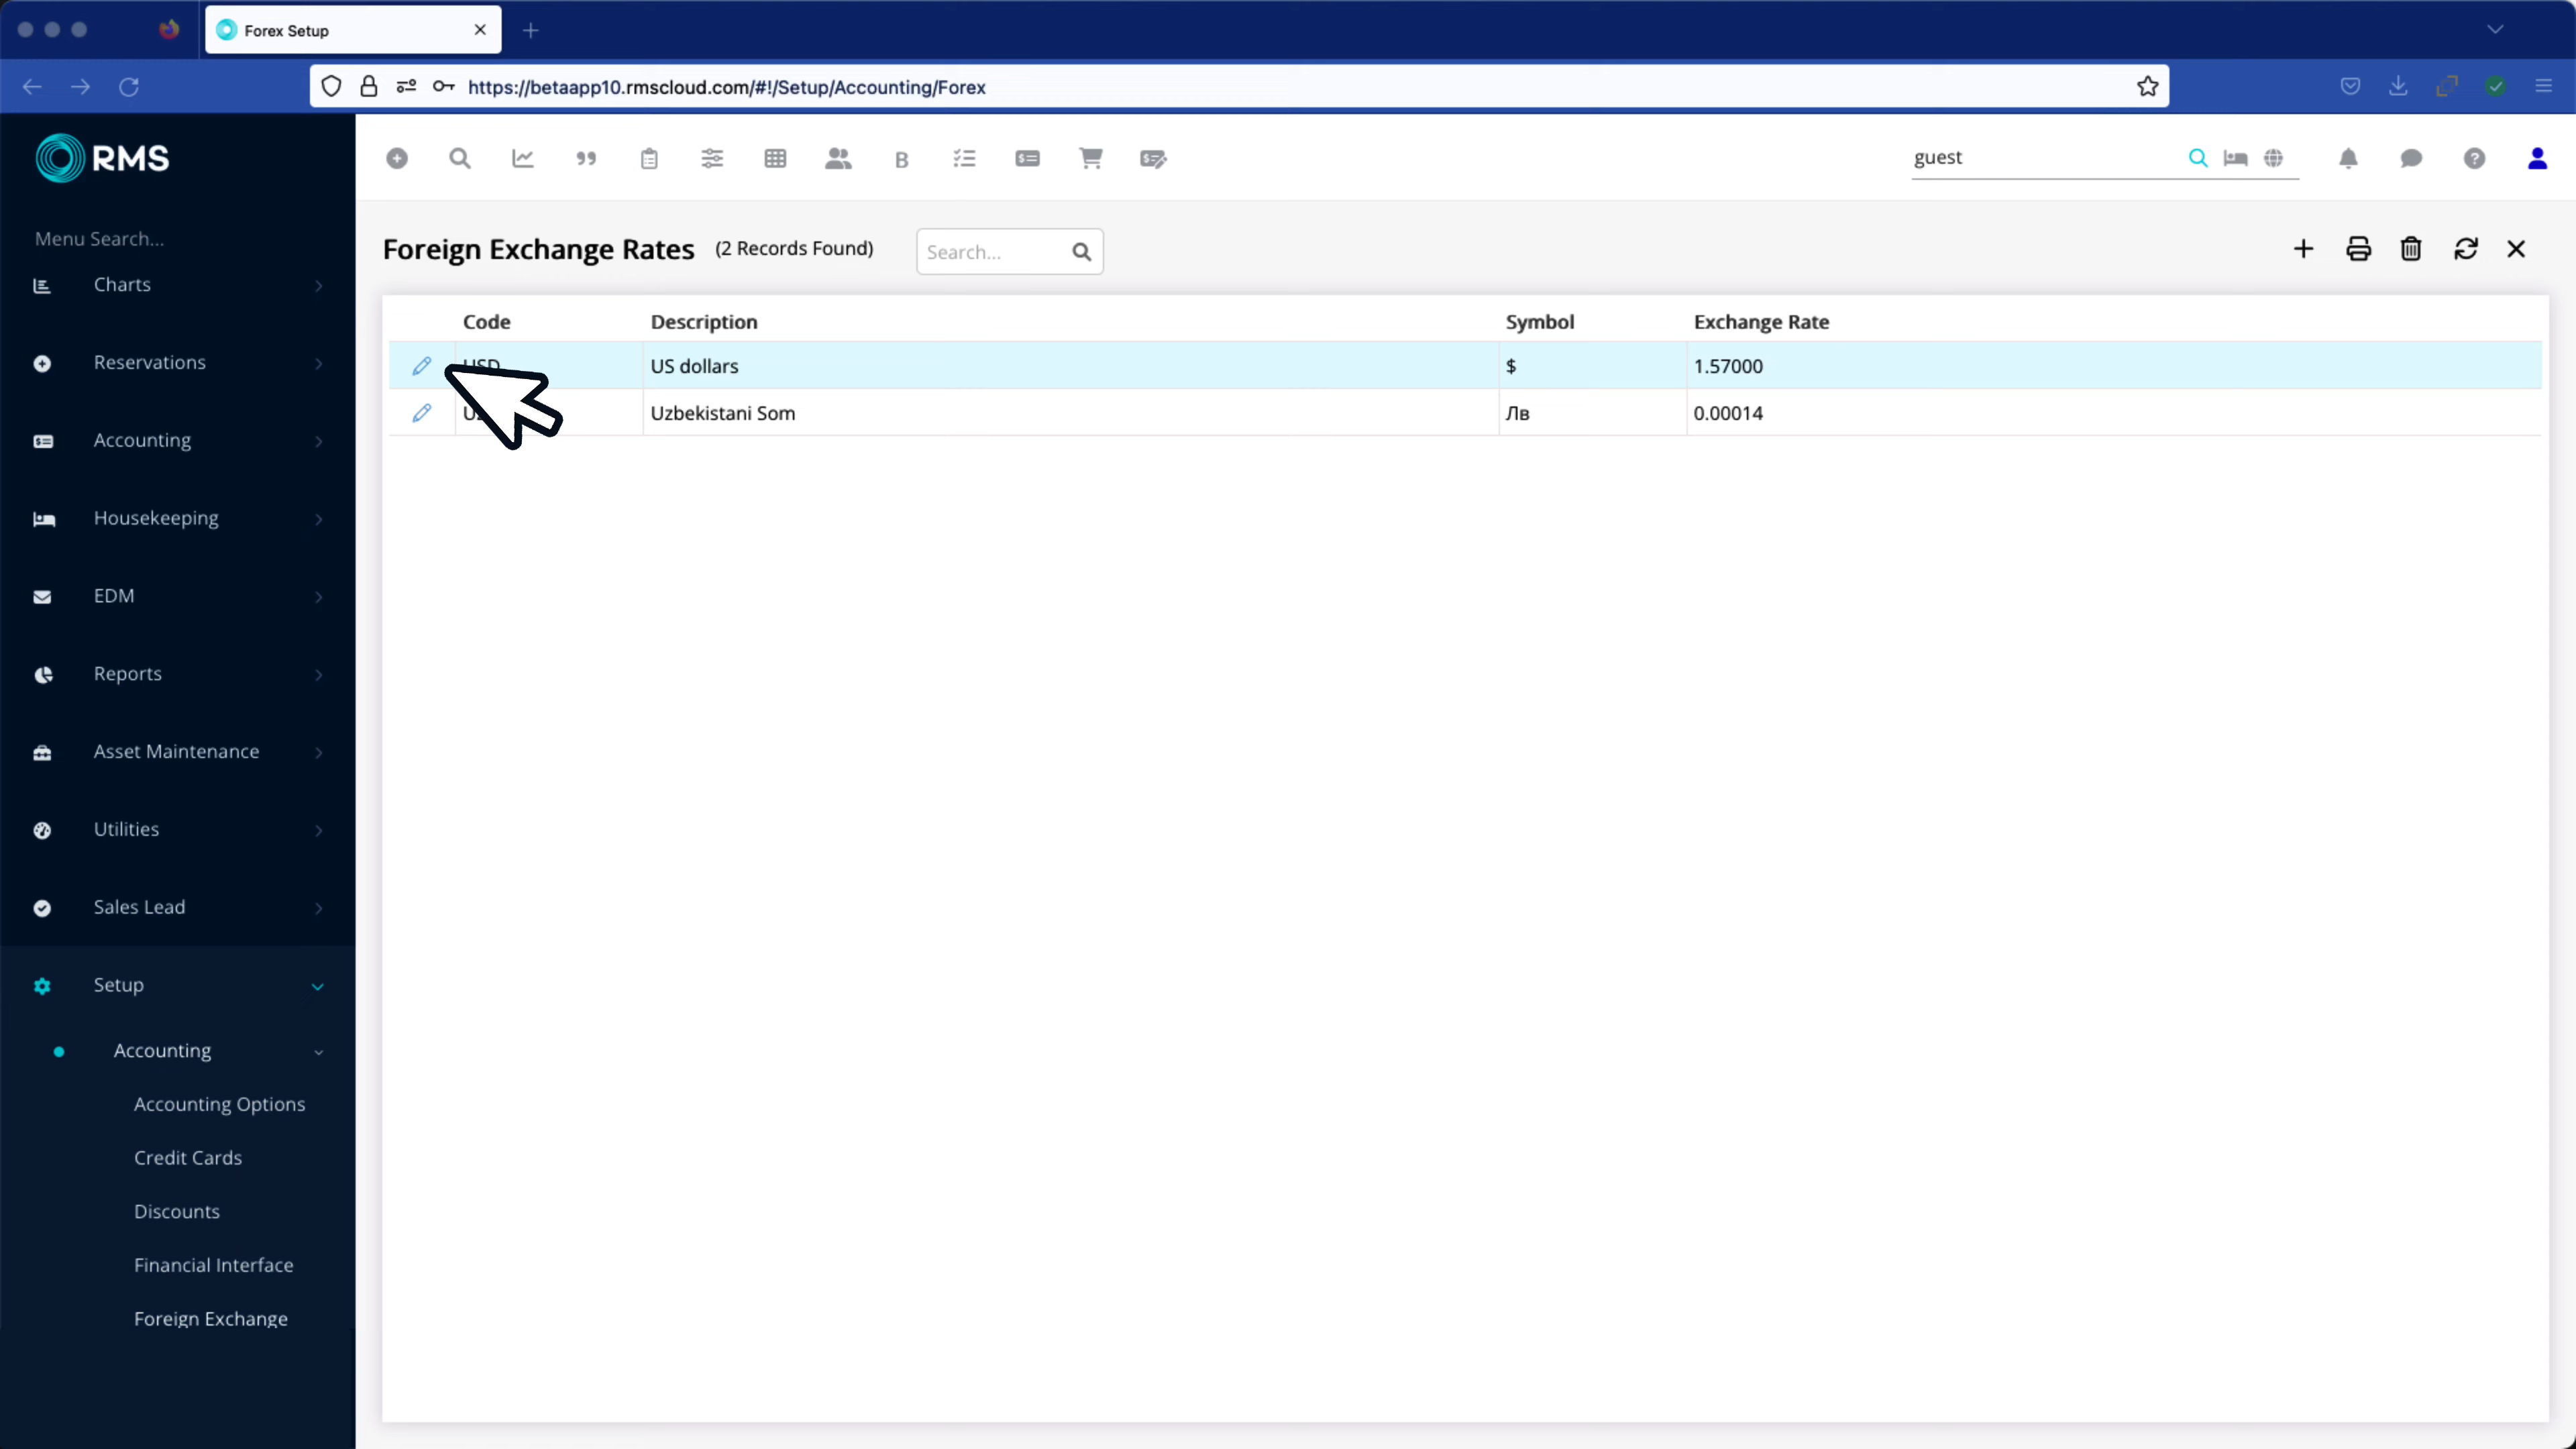 Forex Setup
https://betaapp10.rmscloud.com/#!/Setup/Accounting/Forex
RMS
guest
Menu Search...
Charts
Reservations
Accounting
Housekeeping
EDM
Reports
Asset Maintenance
Utilities
Sales Lead
Setup
Accounting
Accounting Options
Credit Cards
Discounts
Financial Interface
Foreign Exchange
Foreign Exchange Rates (2 Records Found) Search...
Code Description Symbol Exchange Rate
USD US dollars $ 1.57000
Uzbekistani Som Лв 0.00014